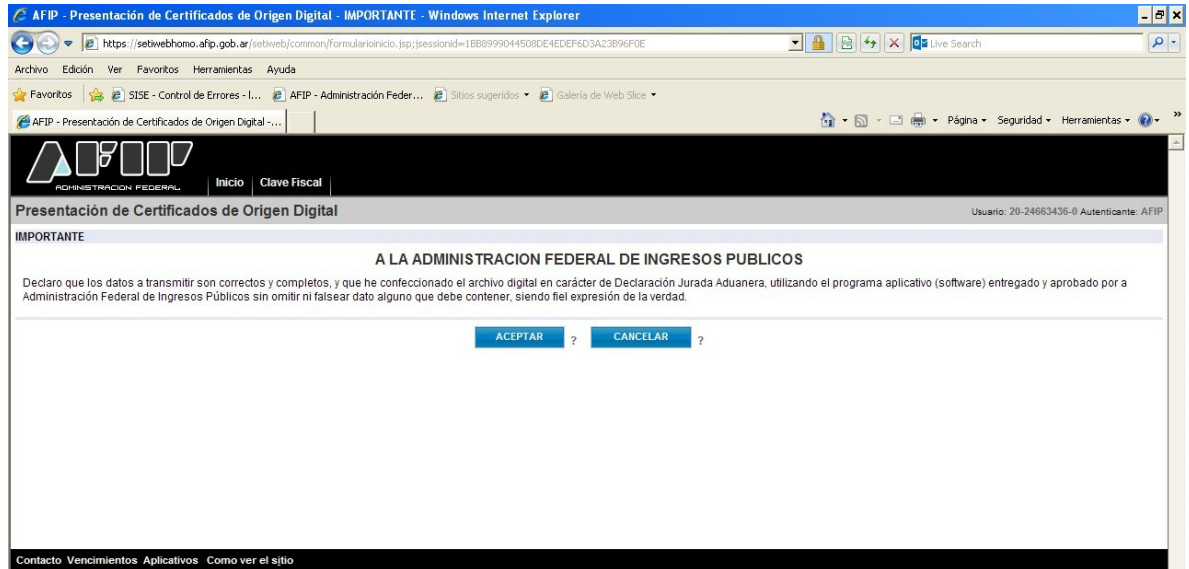 AFIP - Presentación de Certificados de Origen Digital - IMPORTANTE - Windows Internet Explorer
https://setiwebhomo.afip.gob.ar/setiweb/common/formularioinicio.jsp;jsessionid=1BB8999044508DE4EDEF6D3A23B96F0E
Live Search
Archivo Edición Ver Favoritos Herramientas Ayuda
Favoritos SISE - Control de Errores - I... AFIP - Administración Feder... Sitios sugeridos Galería de Web Slice
AFIP - Presentación de Certificados de Origen Digital -... Página Seguridad Herramientas »
AFIP
ADMINISTRACION FEDERAL Inicio Clave Fiscal
Presentación de Certificados de Origen Digital Usuario: 20-24663436-0 Autenticante: AFIP
IMPORTANTE
A LA ADMINISTRACION FEDERAL DE INGRESOS PUBLICOS
Declaro que los datos a transmitir son correctos y completos, y que he confeccionado el archivo digital en carácter de Declaración Jurada Aduanera, utilizando el programa aplicativo (software) entregado y aprobado por a
Administración Federal de Ingresos Públicos sin omitir ni falsear dato alguno que debe contener, siendo fiel expresión de la verdad.
ACEPTAR ? CANCELAR ?
Contacto Vencimientos Aplicativos Como ver el sitio